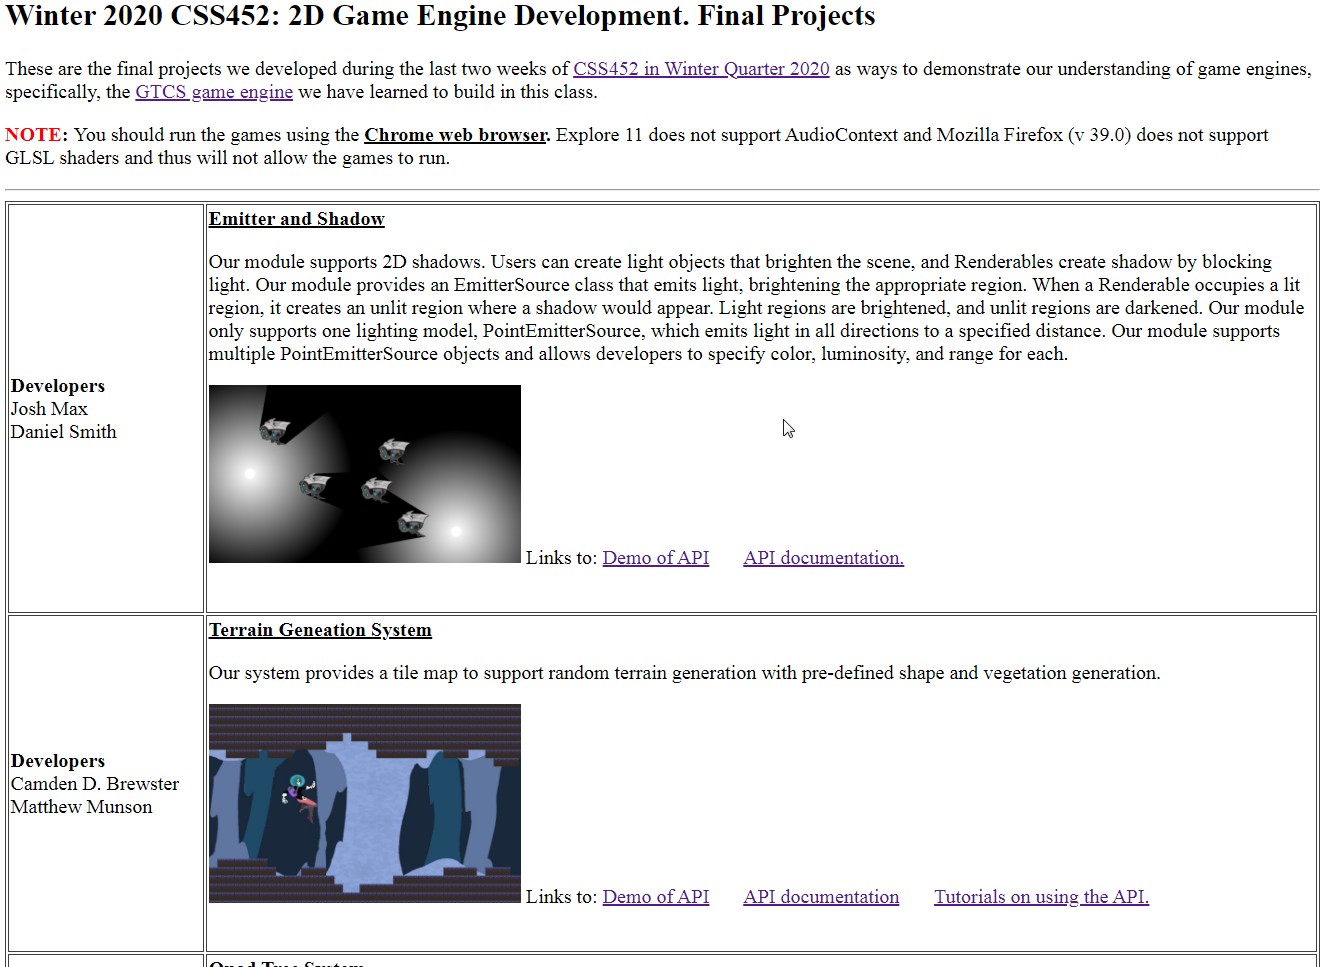 Winter 2020 CSS452: 2D Game Engine Development. Final Projects
These are the final projects we developed during the last two weeks of CSS452 in Winter Quarter 2020 as ways to demonstrate our understanding of game engines,
specifically, the GTCS game engine we have learned to build in this class.
NOTE: You should run the games using the Chrome web browser. Explore 11 does not support AudioContext and Mozilla Firefox (v 39.0) does not support
GLSL shaders and thus will not allow the games to run.
Developers
Josh Max
Daniel Smith
Emitter and Shadow
Our module supports 2D shadows. Users can create light objects that brighten the scene, and Renderables create shadow by blocking
light. Our module provides an EmitterSource class that emits light, brightening the appropriate region. When a Renderable occupies a lit
region, it creates an unlit region where a shadow would appear. Light regions are brightened, and unlit regions are darkened. Our module
only supports one lighting model, PointEmitterSource, which emits light in all directions to a specified distance. Our module supports
multiple PointEmitterSource objects and allows developers to specify color, luminosity, and range for each.
Links to: Demo of API API documentation.
Developers
Camden D. Brewster
Matthew Munson
Terrain Geneation System
Our system provides a tile map to support random terrain generation with pre-defined shape and vegetation generation.
Links to: Demo of API API documentation Tutorials on using the API.